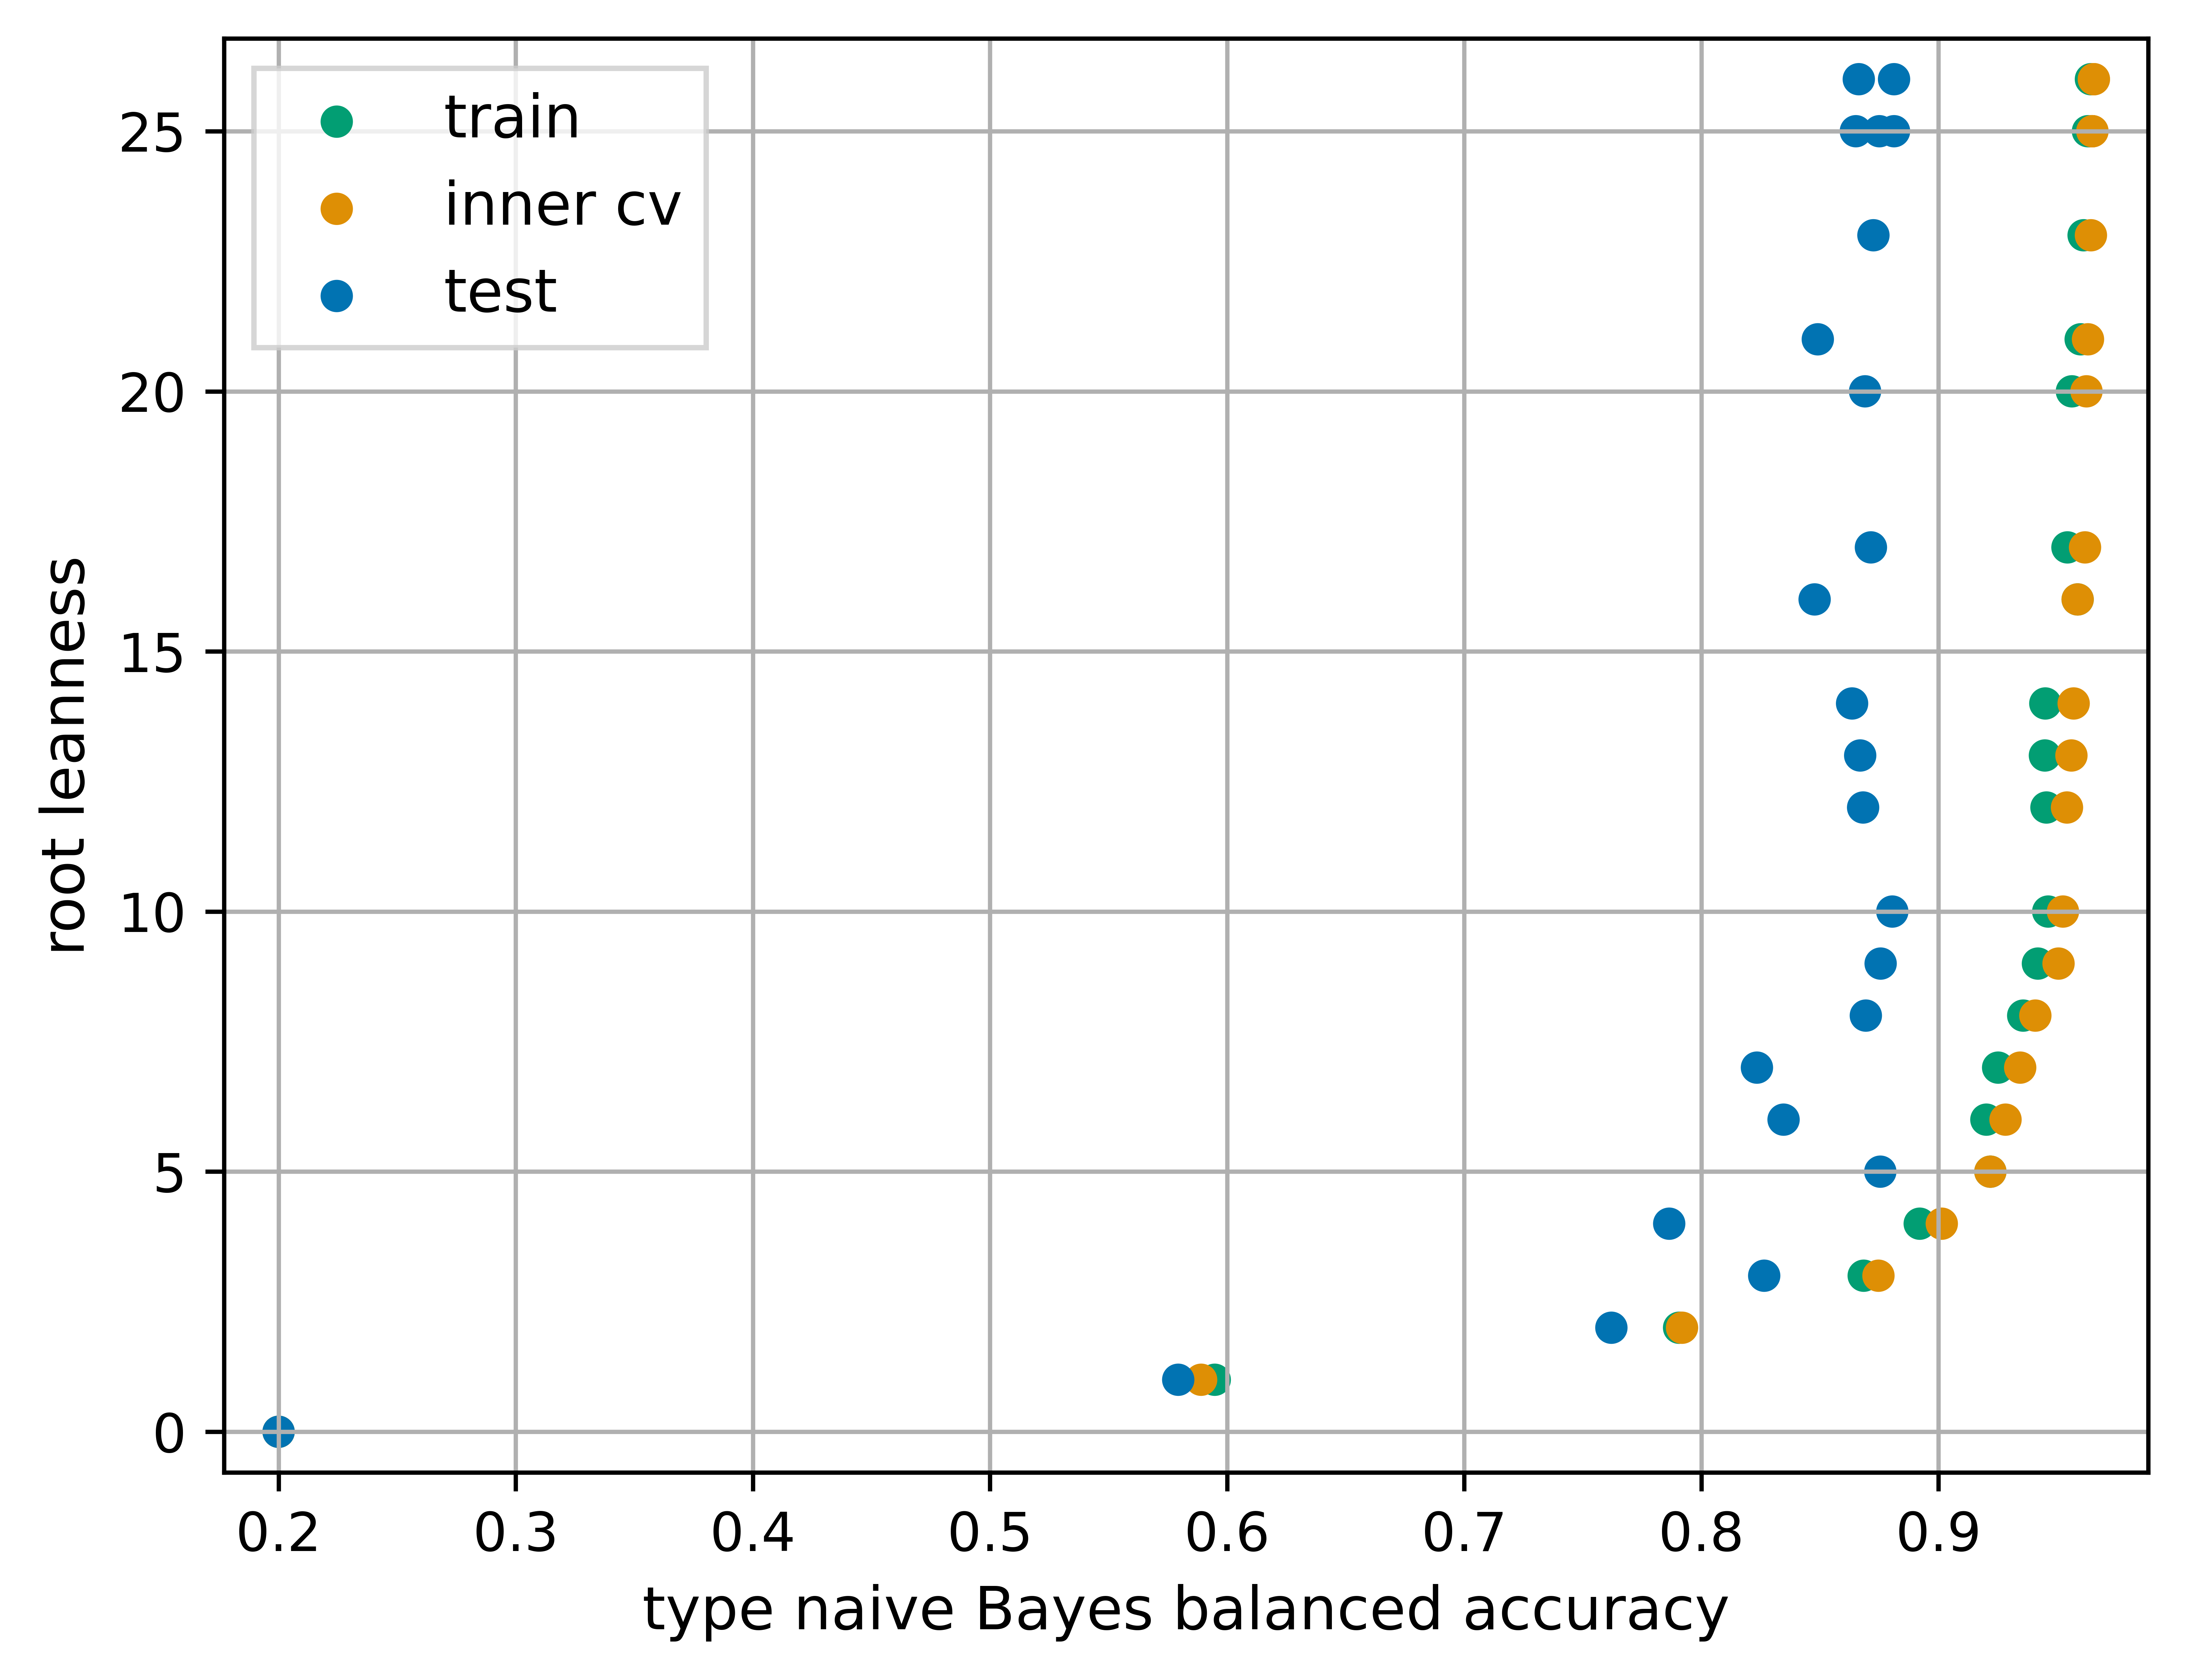 train
inner cv
test
25
20
15
10
5
0
root leanness
0.2 0.3 0.4 0.5 0.6 0.7 0.8 0.9
type naive Bayes balanced accuracy